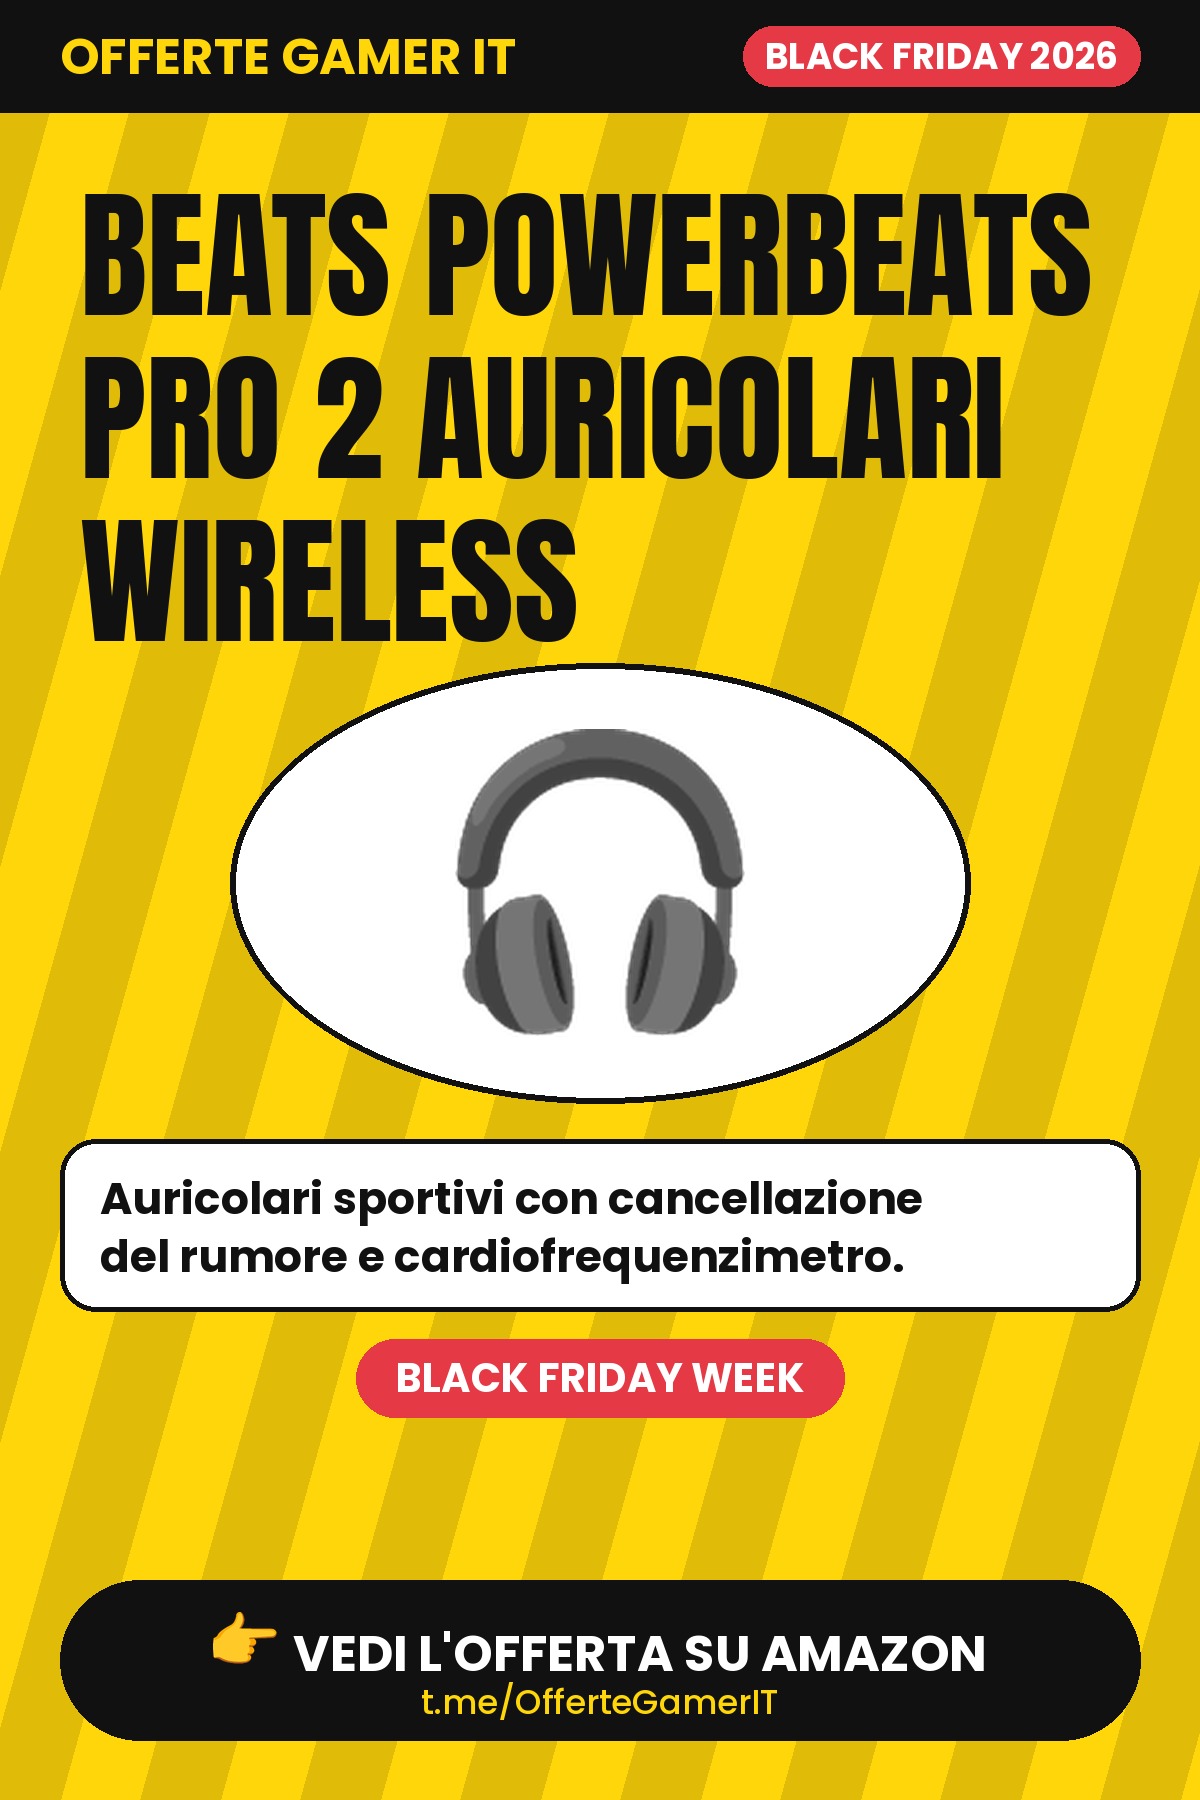 OFFERTE GAMER IT
BLACK FRIDAY 2026
BEATS POWERBEATS
PRO 2 AURICOLARI
WIRELESS
Auricolari sportivi con cancellazione
del rumore e cardiofrequenzimetro.
BLACK FRIDAY WEEK
👉 VEDI L'OFFERTA SU AMAZON
t.me/OfferteGamerIT